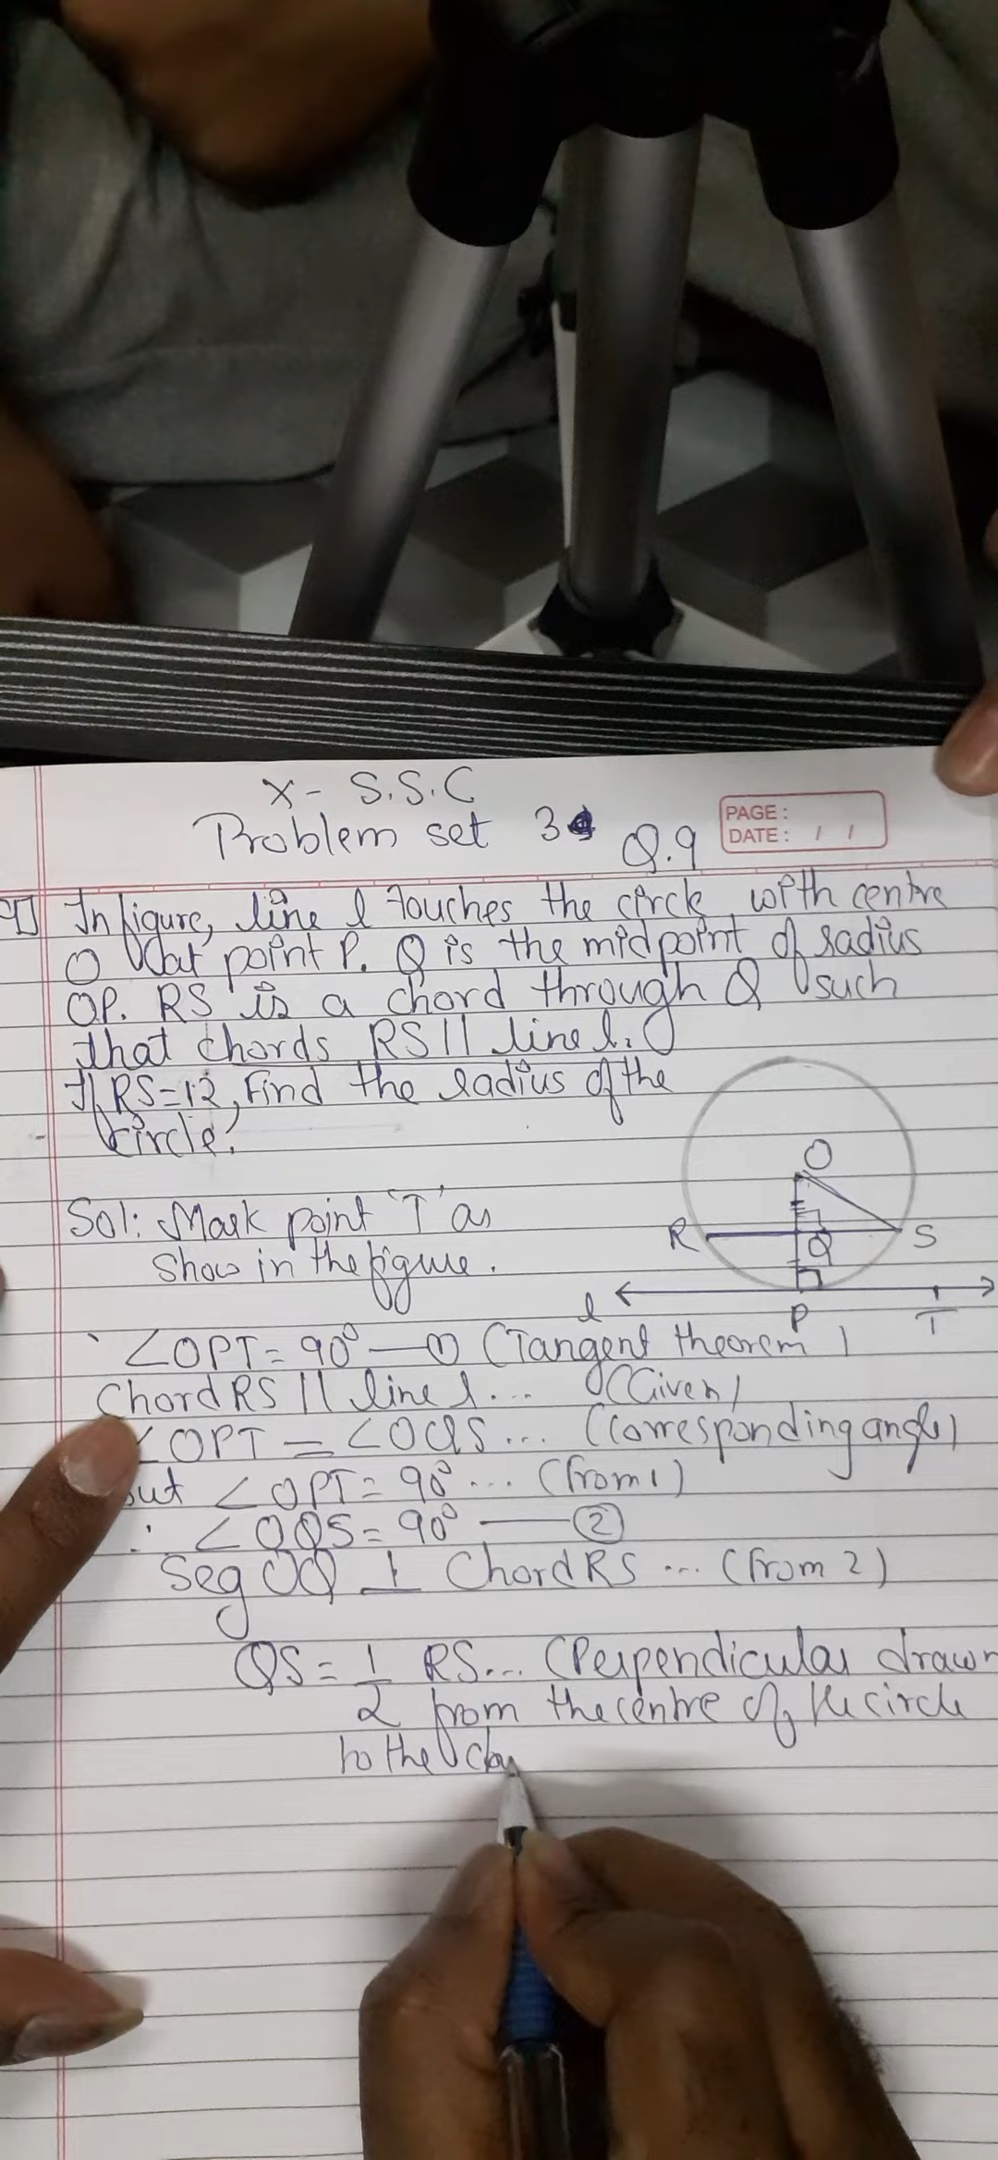 X- S.S.C
Problem set 3
Q.9
PAGE:
DATE: / /
9] In figure, line l touches the circle with centre
O at point P. Q is the midpoint of radius
OP. RS is a chord through Q such
that chords RS || line l.
If RS=12, Find the radius of the
circle.
O
R
Q
S
l
P
T
Sol: Mark point 'T' as
show in the figure.
∠OPT = 90° — ① (Tangent theorem)
Chord RS || line l... (Given)
∠OPT = ∠OQS... (Corresponding angle)
but ∠OPT = 90° ... (from 1)
∴ ∠OQS = 90° — ②
Seg OQ ⊥ Chord RS ... (from 2)
QS = 1/2 RS... (Perpendicular drawn
from the centre of the circle
to the